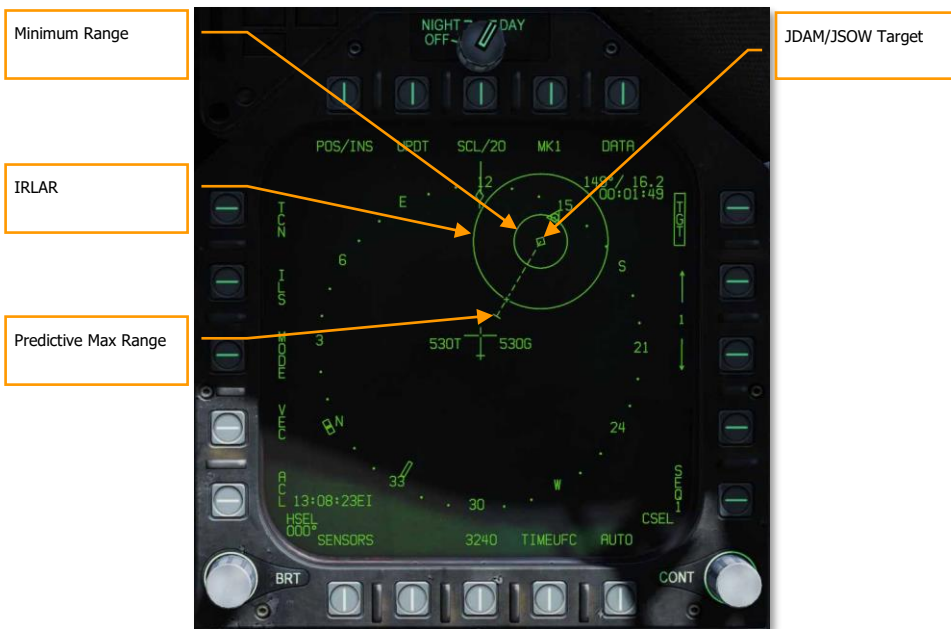 Minimum Range
JDAM/JSOW Target
IRLAR
Predictive Max Range
NIGHT DAY
OFF
POS/INS UPDT SCL/20 MK1 DATA
149°/ 16.2
00:01:49
TCN
ILS
MODE
VEC
ACL
TGT
1
SEQ1
12
15
E
S
6
3
21
N
24
33
W
30
530T 530G
13:08:23EI
HSEL
000°
CSEL
SENSORS 3240 TIMEUFC AUTO
BRT
CONT